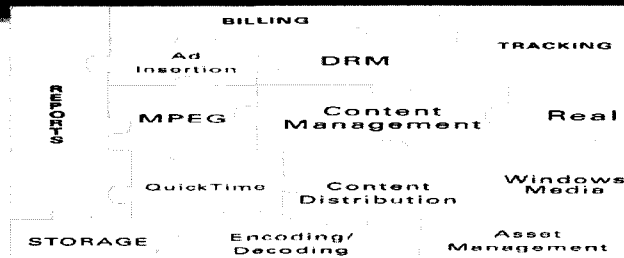 BILLING
Ad
Insertion
DRM
TRACKING
REPORTS
MPEG
Content
Management
Real
QuickTime
Content
Distribution
Windows
Media
STORAGE
Encoding/
Decoding
Asset
Management